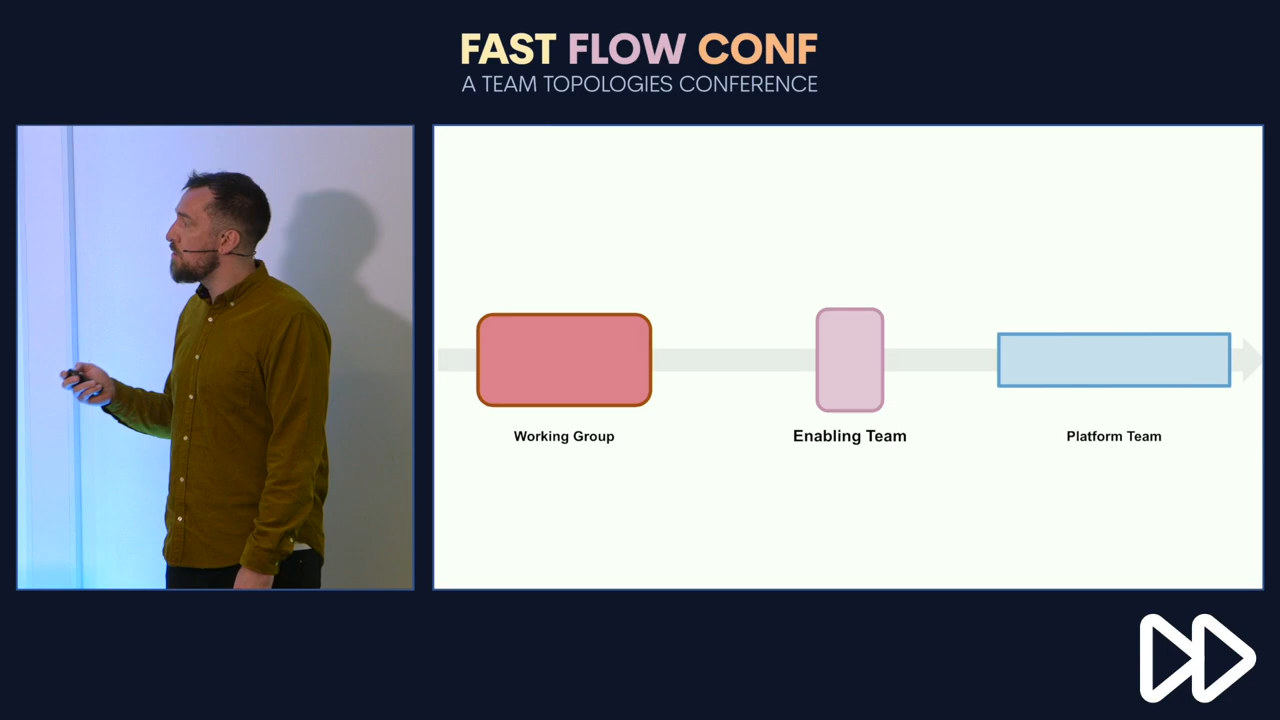 FAST FLOW CONF
A TEAM TOPOLOGIES CONFERENCE
Working Group
Enabling Team
Platform Team